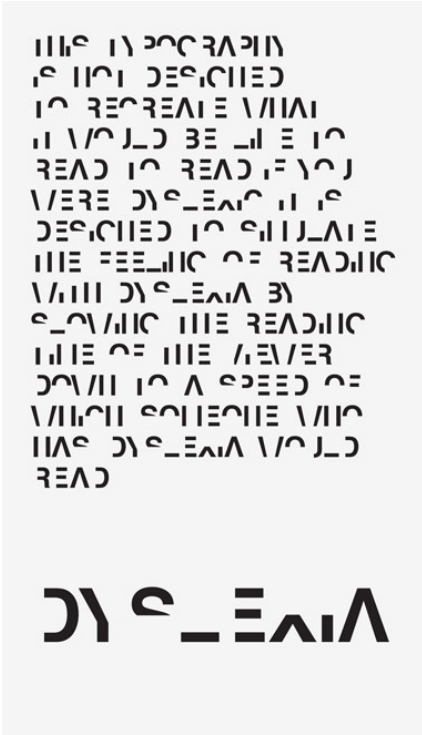 THIS TYPOGRAPHY
IS NOT DESIGNED
TO RECREATE WHAT
IT WOULD BE LIKE TO
READ TO READ IF YOU
WERE DYSLEXIC IT IS
DESIGNED TO SIMULATE
THE FEELING OF READING
WITH DYSLEXIA BY
SLOWING THE READING
TIME OF THE VIEWER
DOWN TO A SPEED OF
WHICH SOMEONE WHO
HAS DYSLEXIA WOULD
READ
DYSLEXIA